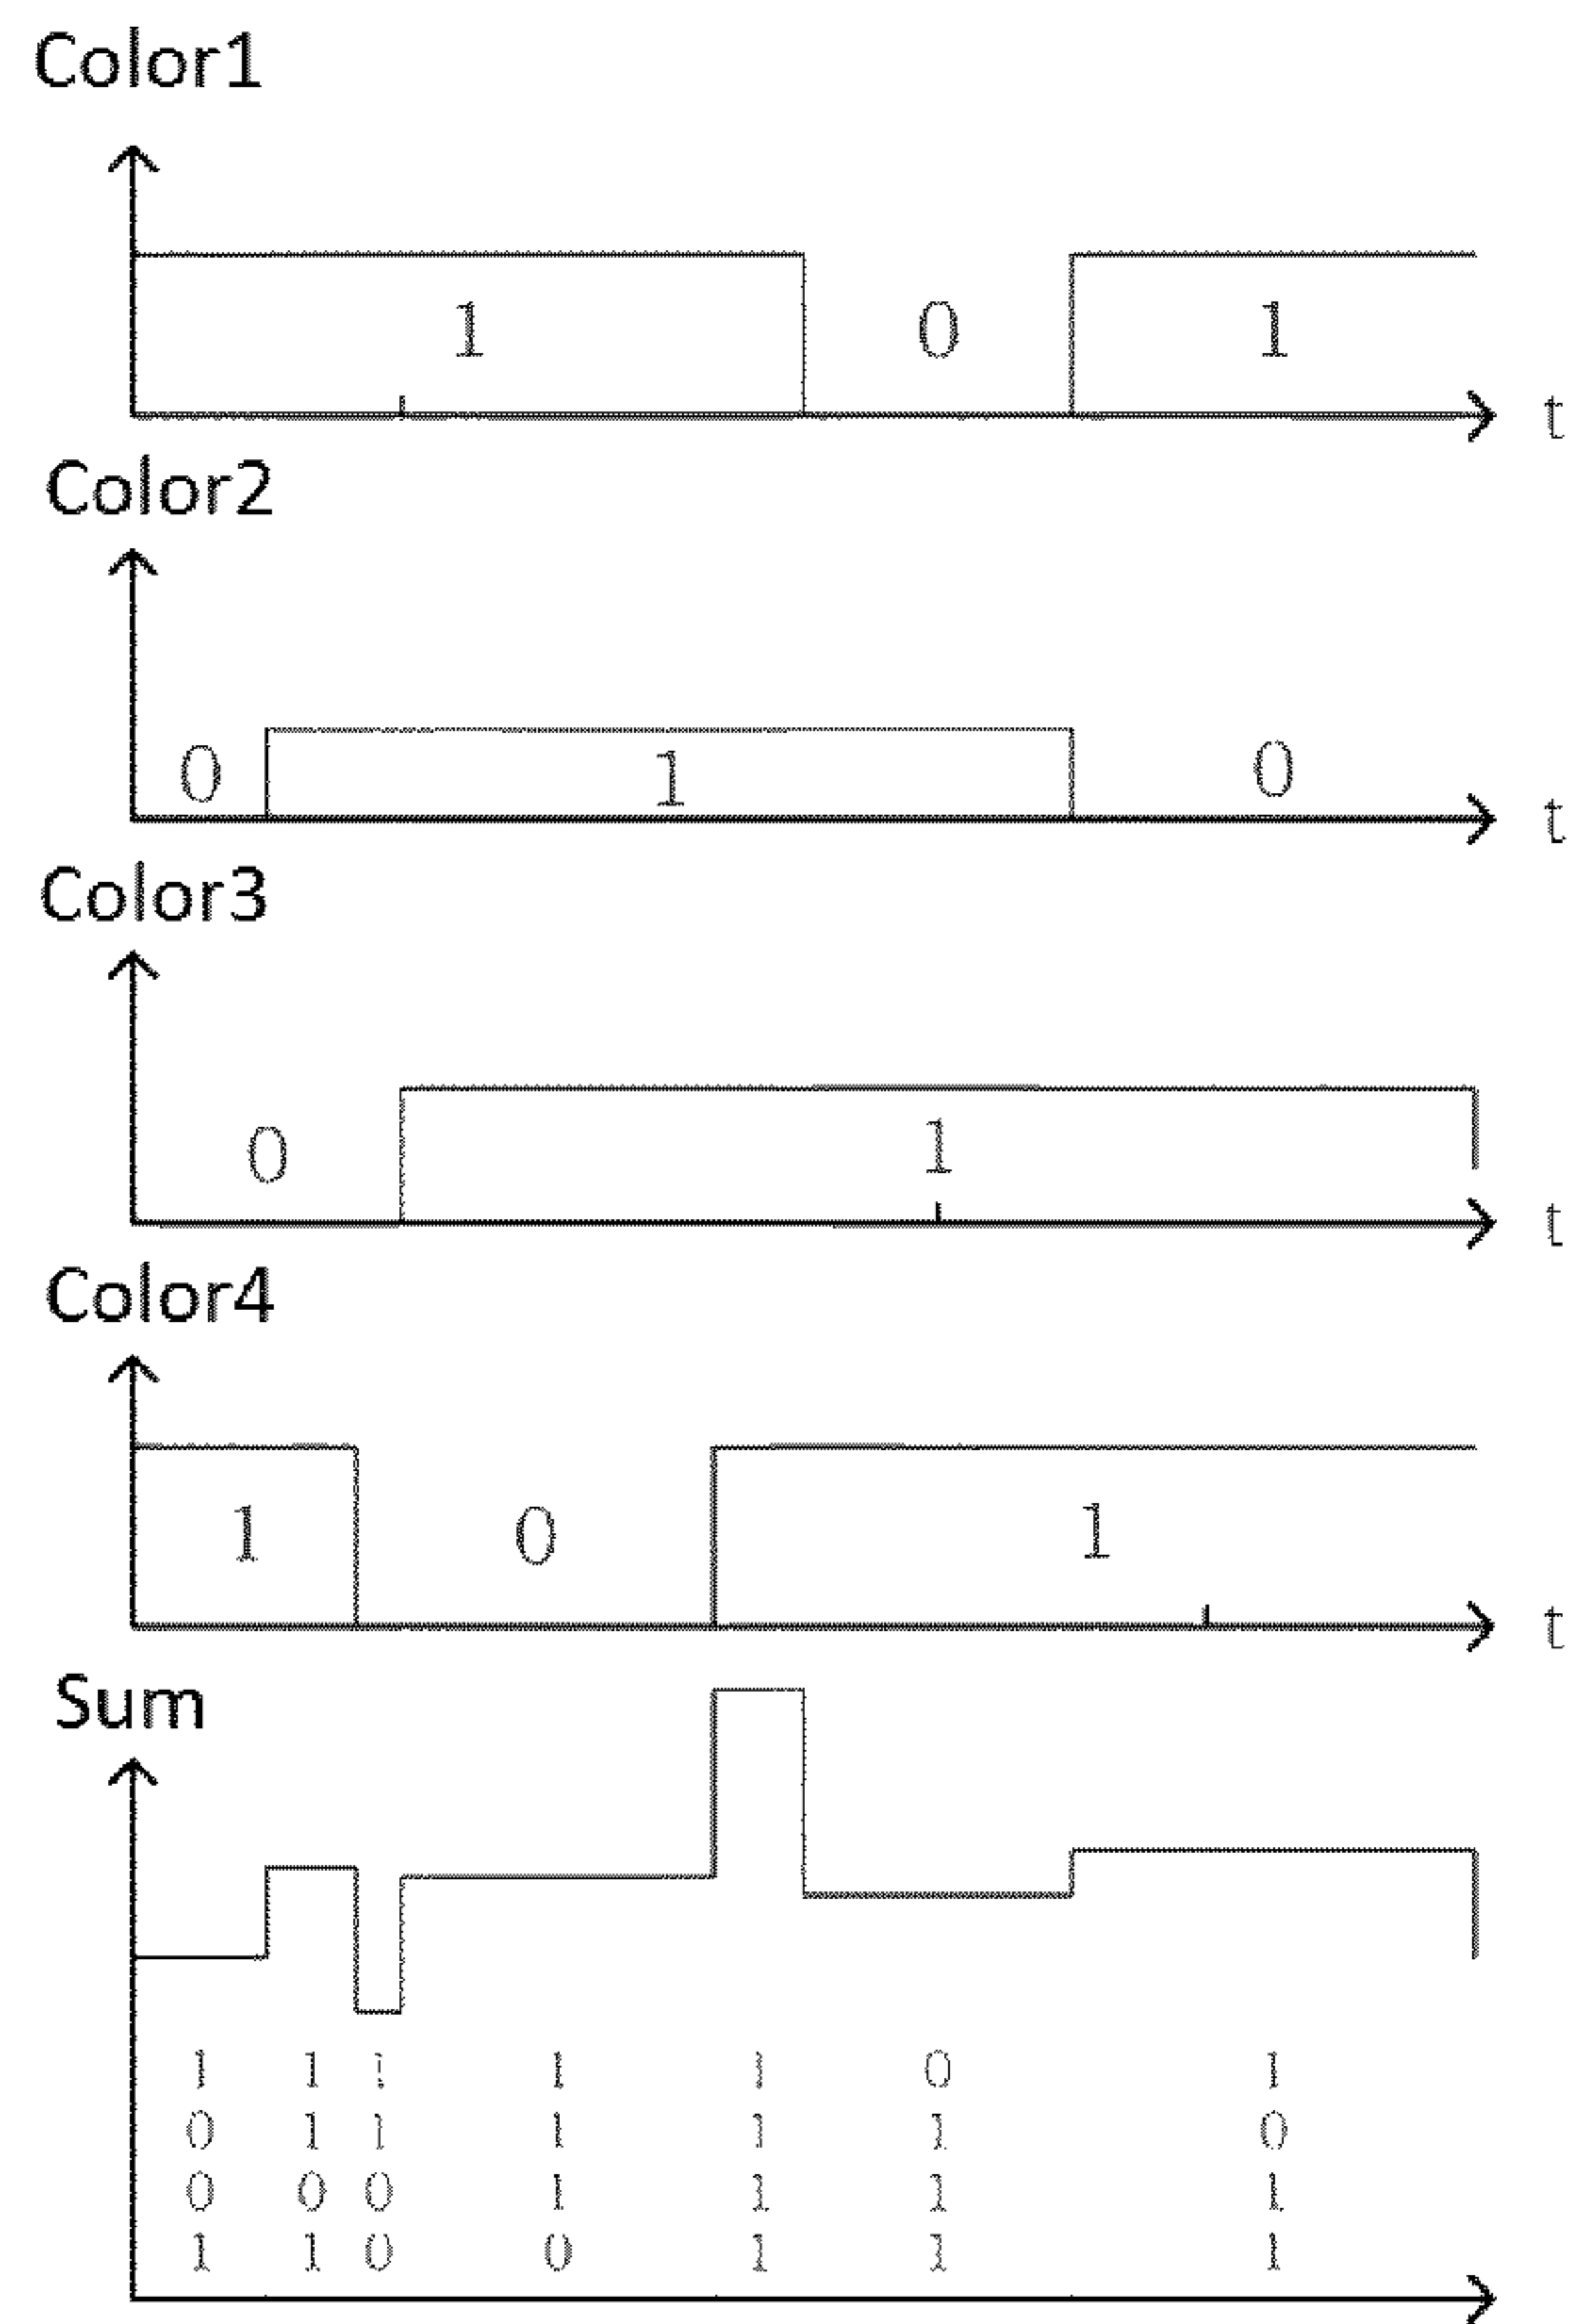 Color1
1 0 1
t
Color2
0 1 0
t
Color3
0 1
t
Color4
1 0 1
t
Sum
1 1 1 1 1 0 1
0 1 1 1 1 1 0
0 0 0 1 1 1 1
1 1 0 0 1 1 1